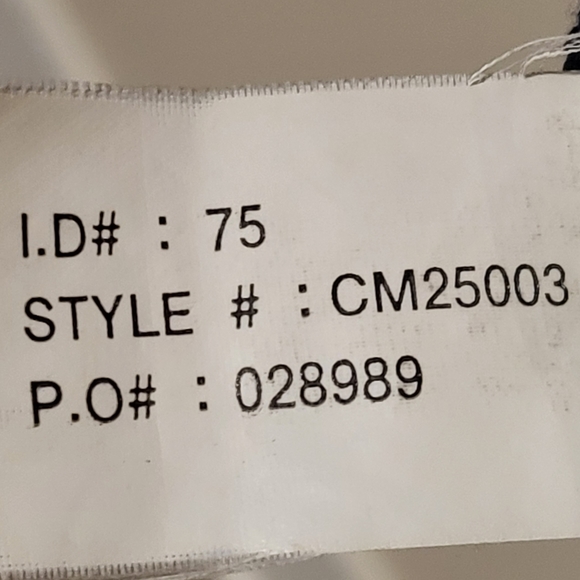 I.D# : 75
STYLE # : CM25003
P.O# : 028989